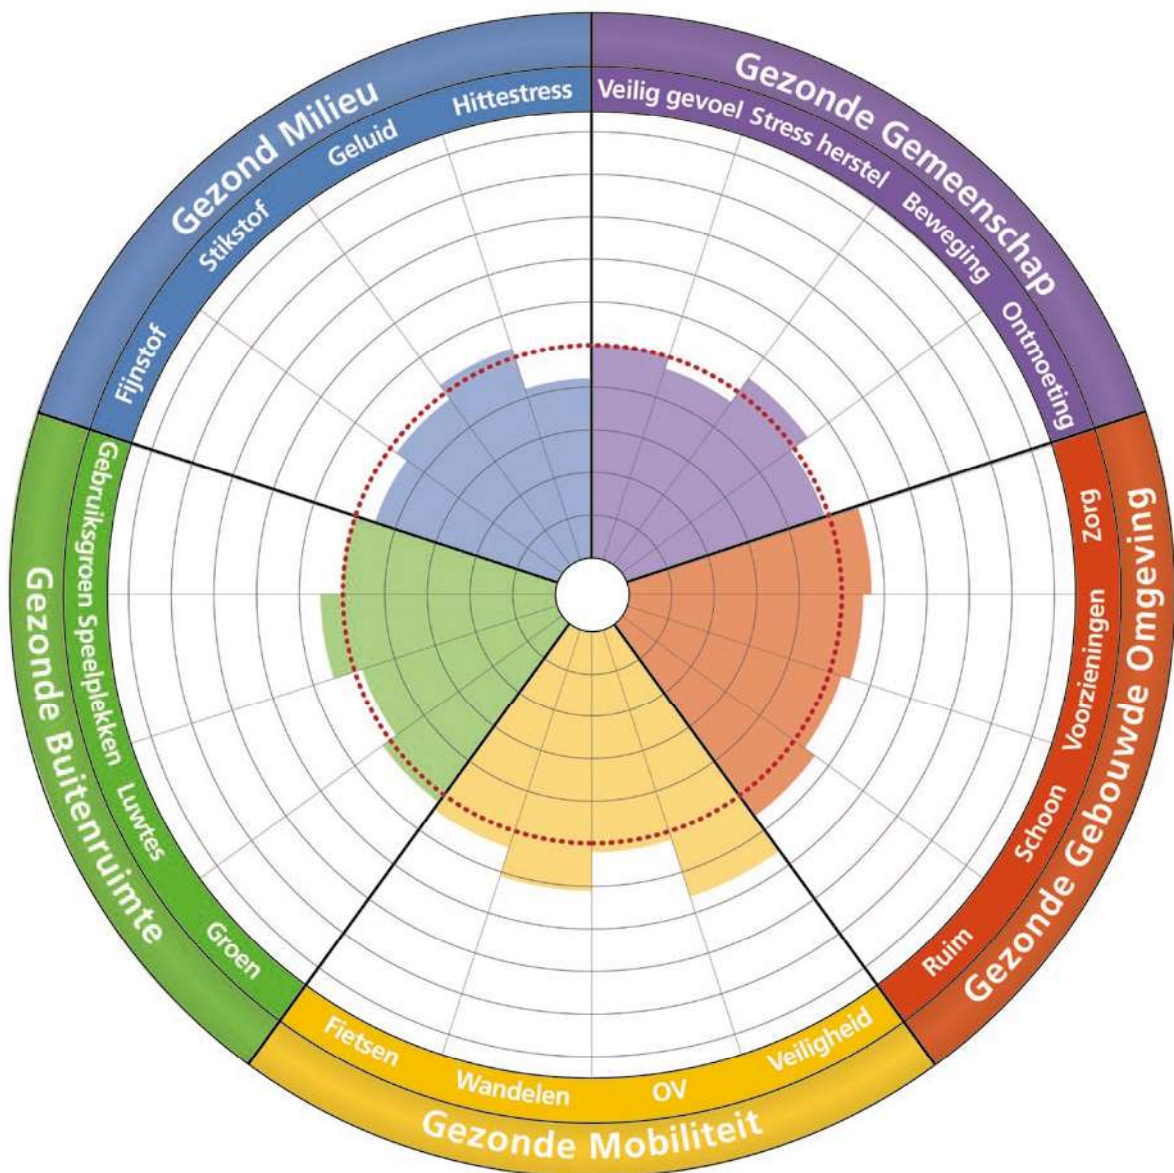 Gezond Milieu
Fijnstof
Stikstof
Geluid
Hittestress
Gezonde Gemeenschap
Veilig gevoel
Stress herstel
Beweging
Ontmoeting
Gezonde Gebouwde Omgeving
Zorg
Voorzieningen
Schoon
Ruim
Gezonde Mobiliteit
Fietsen
Wandelen
OV
Veiligheid
Gezonde Buitenruimte
Gebruiksgroen
Speelplekken
Luwtes
Groen